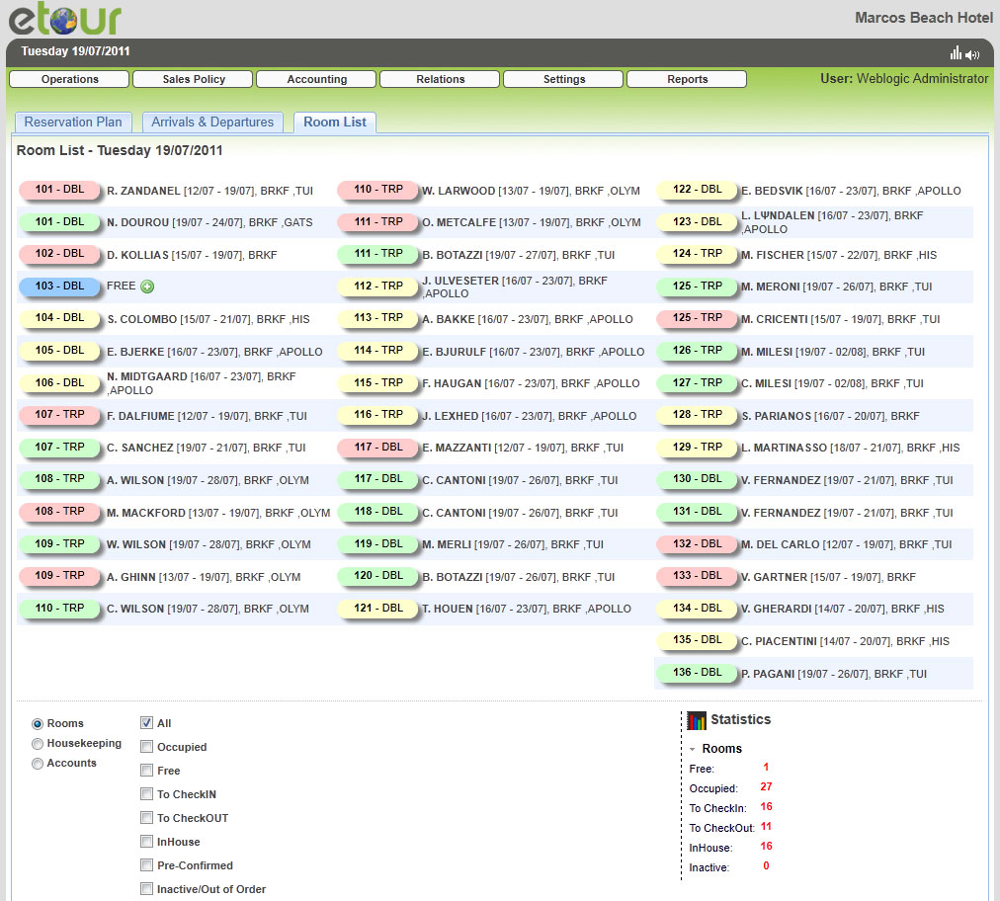 etour
Marcos Beach Hotel
Tuesday 19/07/2011
Operations Sales Policy Accounting Relations Settings Reports User: Weblogic Administrator
Reservation Plan Arrivals & Departures Room List
Room List - Tuesday 19/07/2011
101 - DBL R. ZANDANEL [12/07 - 19/07], BRKF ,TUI
101 - DBL N. DOUROU [19/07 - 24/07], BRKF ,GATS
102 - DBL D. KOLLIAS [15/07 - 19/07], BRKF
103 - DBL FREE
104 - DBL S. COLOMBO [15/07 - 21/07], BRKF ,HIS
105 - DBL E. BJERKE [16/07 - 23/07], BRKF ,APOLLO
106 - DBL N. MIDTGAARD [16/07 - 23/07], BRKF
,APOLLO
107 - TRP F. DALFIUME [12/07 - 19/07], BRKF ,TUI
107 - TRP C. SANCHEZ [19/07 - 21/07], BRKF ,TUI
108 - TRP A. WILSON [19/07 - 28/07], BRKF ,OLYM
108 - TRP M. MACKFORD [13/07 - 19/07], BRKF ,OLYM
109 - TRP W. WILSON [19/07 - 28/07], BRKF ,OLYM
109 - TRP A. GHINN [13/07 - 19/07], BRKF ,OLYM
110 - TRP C. WILSON [19/07 - 28/07], BRKF ,OLYM
110 - TRP W. LARWOOD [13/07 - 19/07], BRKF ,OLYM
111 - TRP O. METCALFE [13/07 - 19/07], BRKF ,OLYM
111 - TRP B. BOTAZZI [19/07 - 27/07], BRKF ,TUI
112 - TRP J. ULVESETER [16/07 - 23/07], BRKF
,APOLLO
113 - TRP A. BAKKE [16/07 - 23/07], BRKF ,APOLLO
114 - TRP E. BJURULF [16/07 - 23/07], BRKF ,APOLLO
115 - TRP F. HAUGAN [16/07 - 23/07], BRKF ,APOLLO
116 - TRP J. LEXHED [16/07 - 23/07], BRKF ,APOLLO
117 - DBL E. MAZZANTI [12/07 - 19/07], BRKF ,TUI
117 - DBL C. CANTONI [19/07 - 26/07], BRKF ,TUI
118 - DBL C. CANTONI [19/07 - 26/07], BRKF ,TUI
119 - DBL M. MERLI [19/07 - 26/07], BRKF ,TUI
120 - DBL B. BOTAZZI [19/07 - 26/07], BRKF ,TUI
121 - DBL T. HOUEN [16/07 - 23/07], BRKF ,APOLLO
122 - DBL E. BEDSVIK [16/07 - 23/07], BRKF ,APOLLO
123 - DBL L. LΨNDALEN [16/07 - 23/07], BRKF
,APOLLO
124 - TRP M. FISCHER [15/07 - 22/07], BRKF ,HIS
125 - TRP M. MERONI [19/07 - 26/07], BRKF ,TUI
125 - TRP M. CRICENTI [15/07 - 19/07], BRKF ,TUI
126 - TRP M. MILESI [19/07 - 02/08], BRKF ,TUI
127 - TRP C. MILESI [19/07 - 02/08], BRKF ,TUI
128 - TRP S. PARIANOS [16/07 - 20/07], BRKF
129 - TRP L. MARTINASSO [18/07 - 21/07], BRKF ,HIS
130 - DBL V. FERNANDEZ [19/07 - 21/07], BRKF ,TUI
131 - DBL V. FERNANDEZ [19/07 - 21/07], BRKF ,TUI
132 - DBL M. DEL CARLO [12/07 - 19/07], BRKF ,TUI
133 - DBL V. GARTNER [15/07 - 19/07], BRKF
134 - DBL V. GHERARDI [14/07 - 20/07], BRKF ,HIS
135 - DBL C. PIACENTINI [14/07 - 20/07], BRKF ,HIS
136 - DBL P. PAGANI [19/07 - 26/07], BRKF ,TUI
Rooms
Housekeeping
Accounts
All
Occupied
Free
To CheckIN
To CheckOUT
InHouse
Pre-Confirmed
Inactive/Out of Order
Statistics
Rooms
Free: 1
Occupied: 27
To CheckIn: 16
To CheckOut: 11
InHouse: 16
Inactive: 0